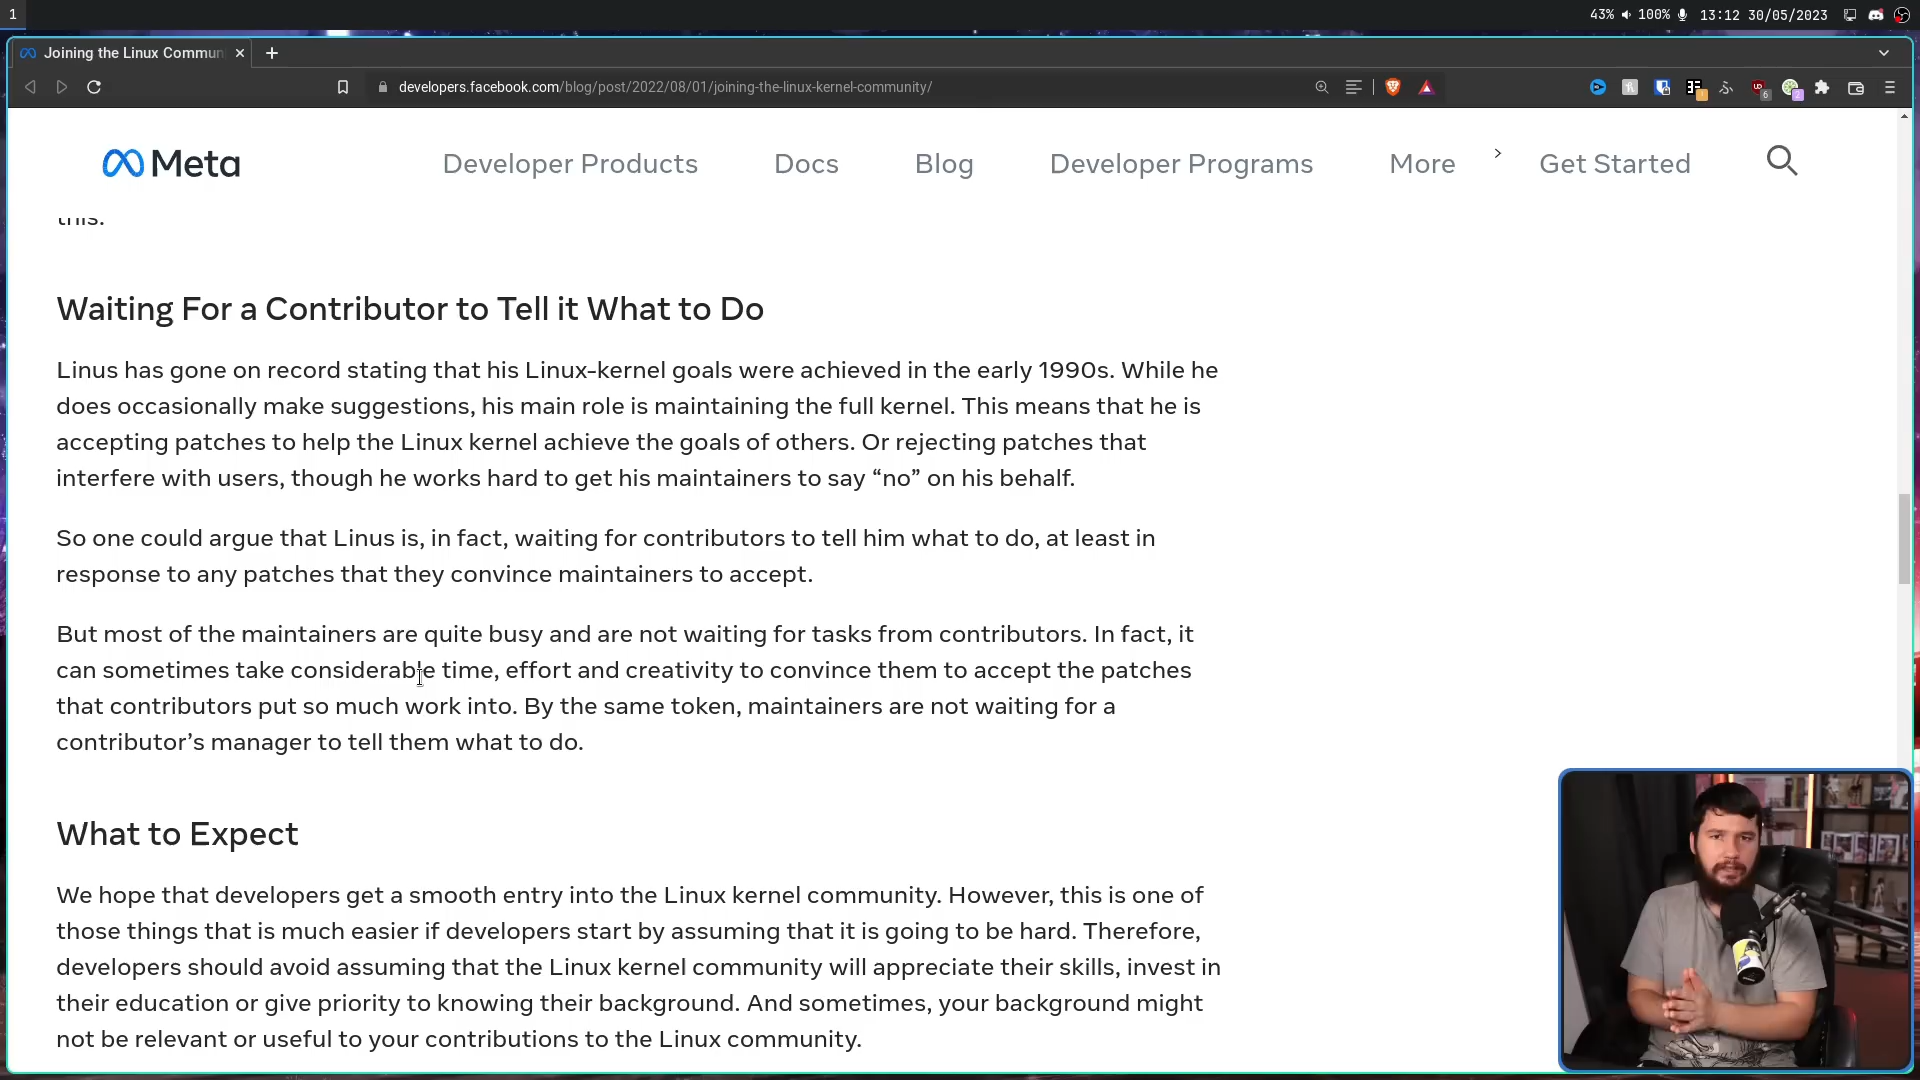 1
43% 100% 13:12 30/05/2023
Joining the Linux Commun
developers.facebook.com/blog/post/2022/08/01/joining-the-linux-kernel-community/
Meta
Developer Products Docs Blog Developer Programs More Get Started
this.
Waiting For a Contributor to Tell it What to Do
Linus has gone on record stating that his Linux-kernel goals were achieved in the early 1990s. While he
does occasionally make suggestions, his main role is maintaining the full kernel. This means that he is
accepting patches to help the Linux kernel achieve the goals of others. Or rejecting patches that
interfere with users, though he works hard to get his maintainers to say “no” on his behalf.
So one could argue that Linus is, in fact, waiting for contributors to tell him what to do, at least in
response to any patches that they convince maintainers to accept.
But most of the maintainers are quite busy and are not waiting for tasks from contributors. In fact, it
can sometimes take considerable time, effort and creativity to convince them to accept the patches
that contributors put so much work into. By the same token, maintainers are not waiting for a
contributor’s manager to tell them what to do.
What to Expect
We hope that developers get a smooth entry into the Linux kernel community. However, this is one of
those things that is much easier if developers start by assuming that it is going to be hard. Therefore,
developers should avoid assuming that the Linux kernel community will appreciate their skills, invest in
their education or give priority to knowing their background. And sometimes, your background might
not be relevant or useful to your contributions to the Linux community.